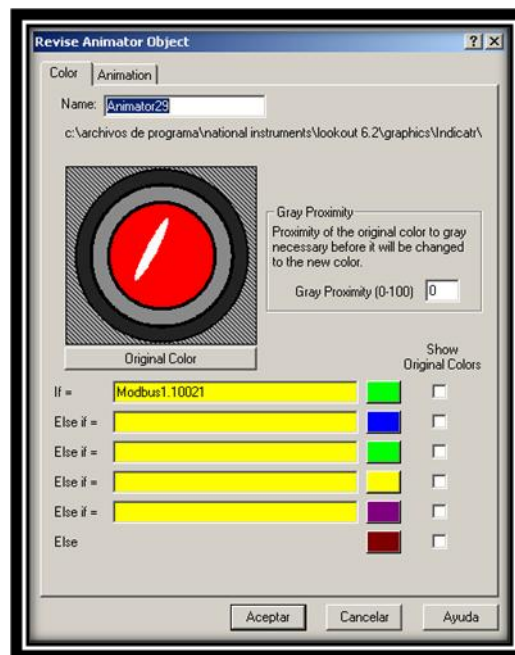 Revise Animator Object
Color Animation
Name: Animator29
c:\archivos de programa\national instruments\lookout 6.2\graphics\Indicatr\
Gray Proximity
Proximity of the original color to gray
necessary before it will be changed
to the new color.
Gray Proximity (0-100) 0
Original Color
Show
Original Colors
If = Modbus1.10021
Else if =
Else if =
Else if =
Else if =
Else
Aceptar Cancelar Ayuda